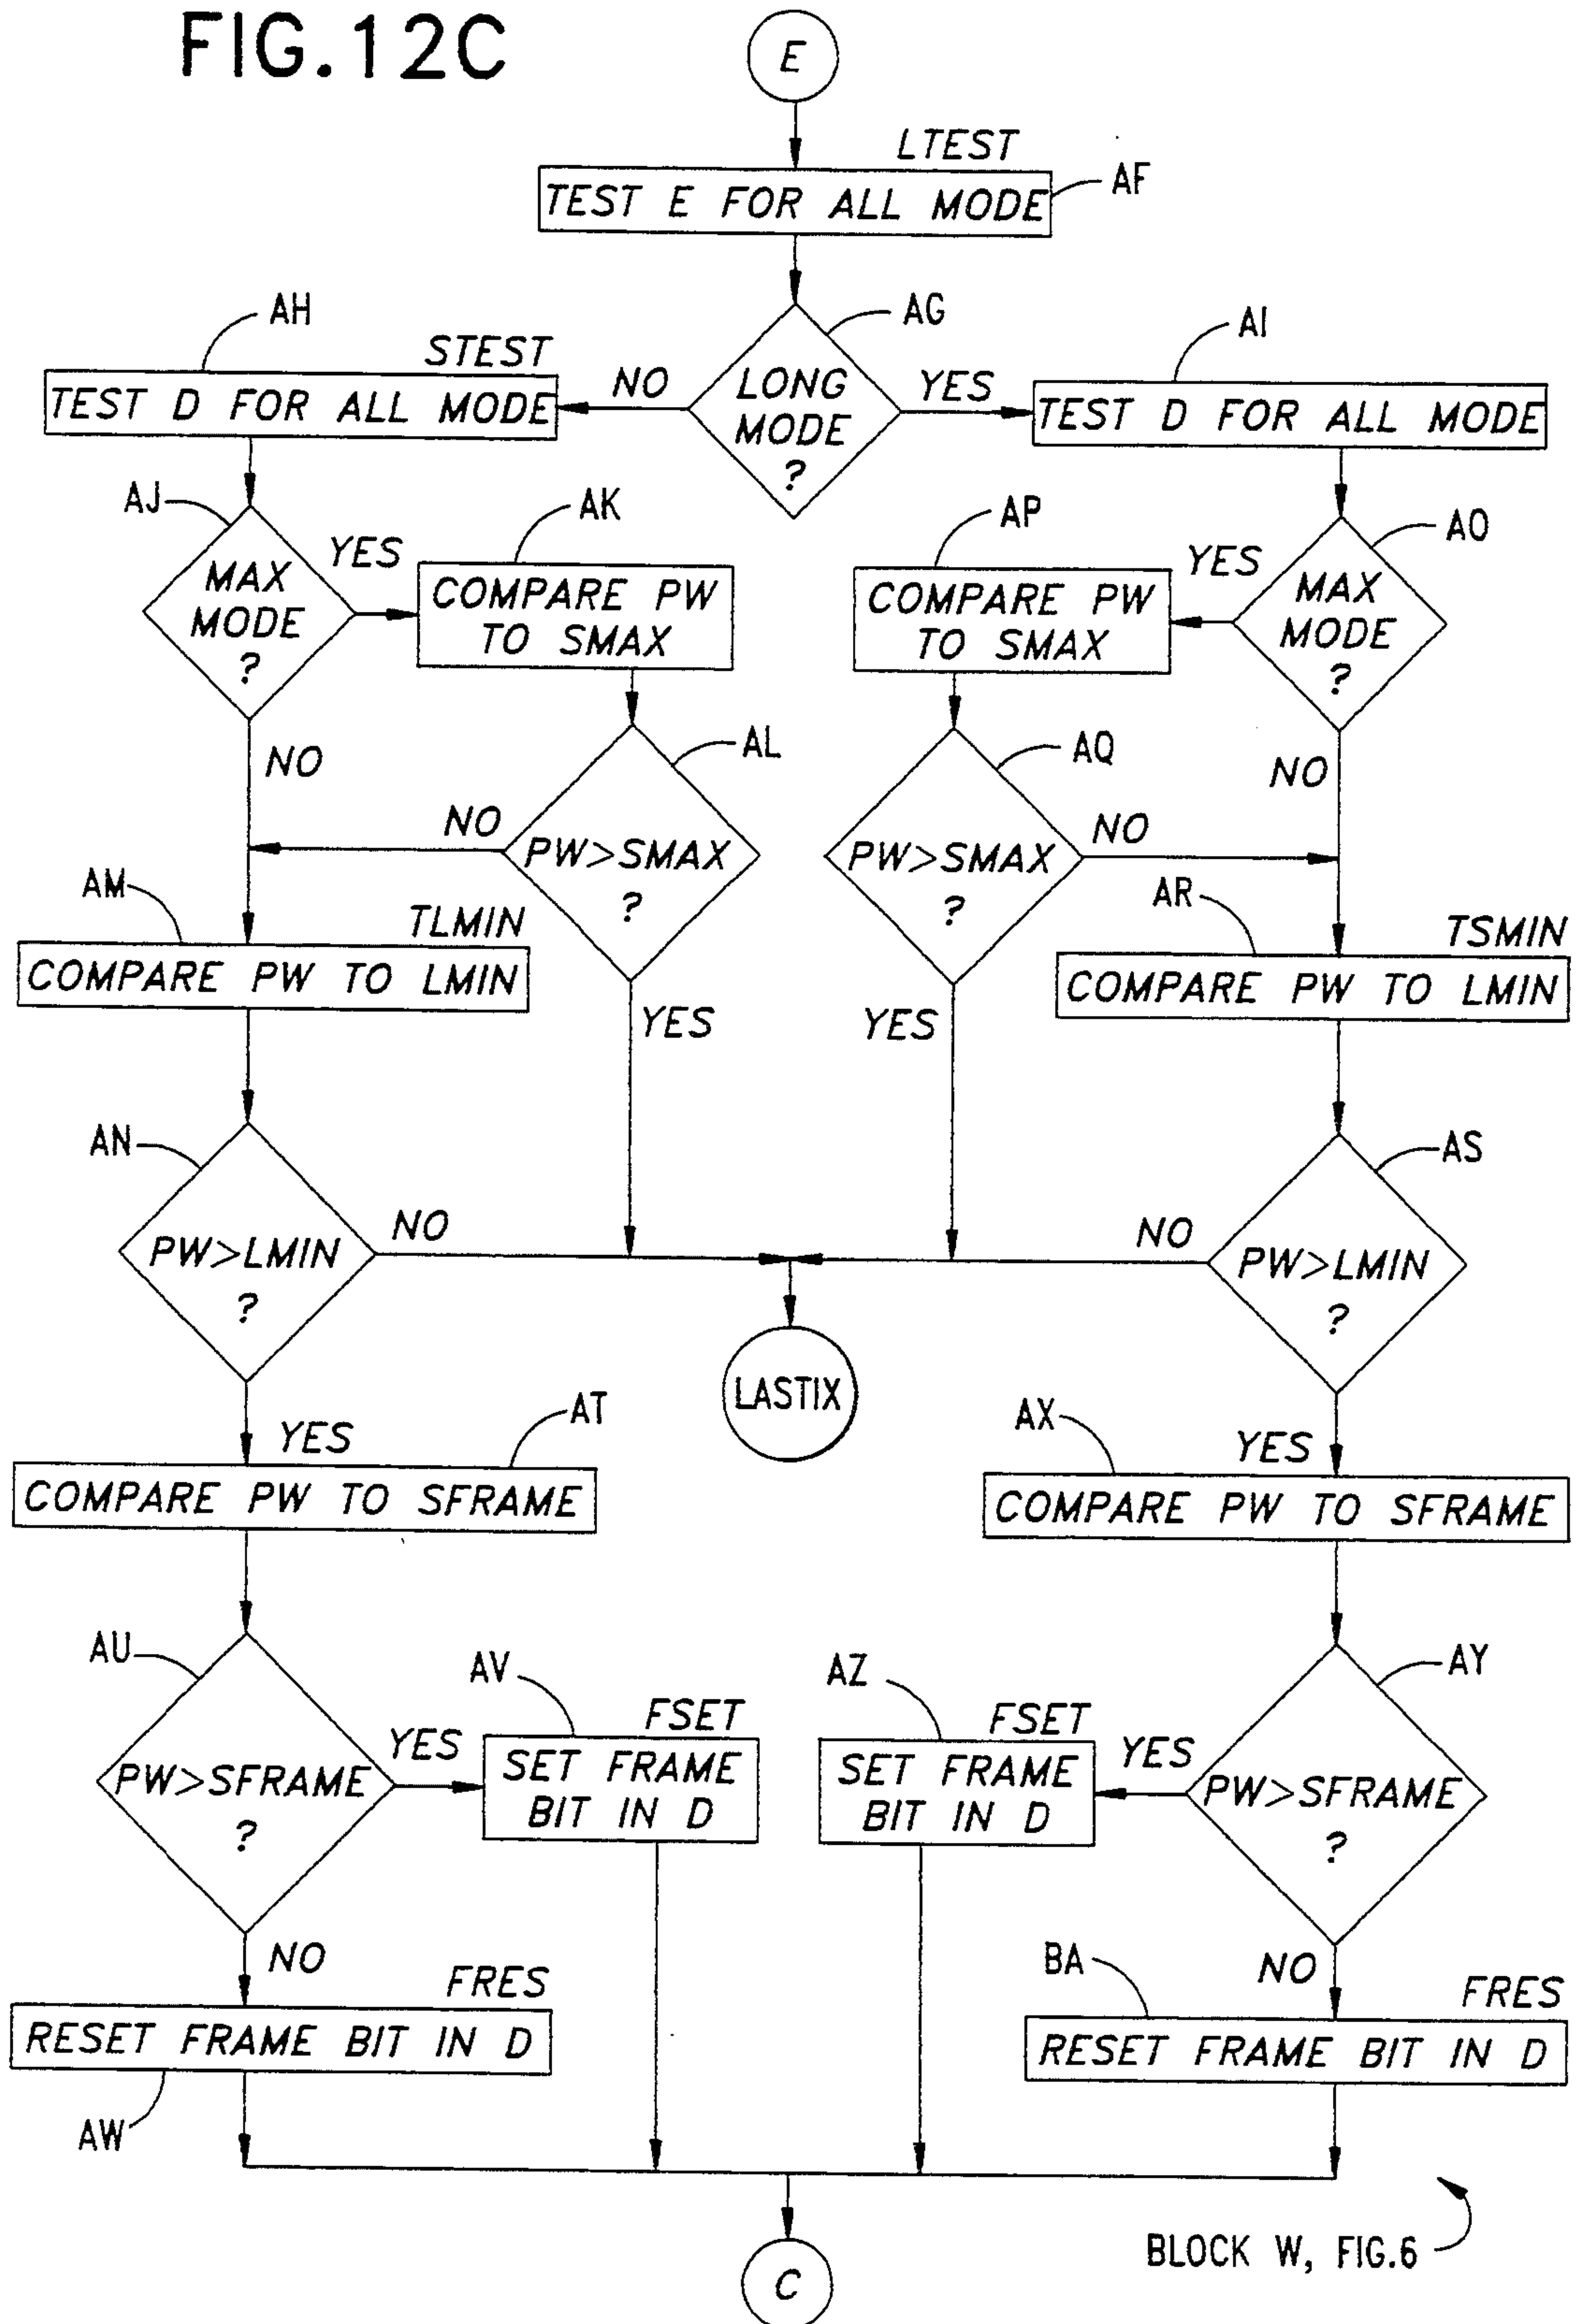 FIG.12C
E
LTEST
TEST E FOR ALL MODE
AF
AG
LONG
MODE
?
NO
YES
AH
STEST
TEST D FOR ALL MODE
AI
TEST D FOR ALL MODE
AJ
MAX
MODE
?
YES
NO
AK
COMPARE PW
TO SMAX
AP
COMPARE PW
TO SMAX
AO
MAX
MODE
?
YES
NO
AL
PW>SMAX
?
NO
YES
AQ
PW>SMAX
?
NO
YES
AM
TLMIN
COMPARE PW TO LMIN
AR
TSMIN
COMPARE PW TO LMIN
AN
PW>LMIN
?
NO
YES
AS
PW>LMIN
?
NO
YES
LASTIX
AT
COMPARE PW TO SFRAME
AX
COMPARE PW TO SFRAME
AU
PW>SFRAME
?
YES
NO
AV
FSET
SET FRAME
BIT IN D
AZ
FSET
SET FRAME
BIT IN D
AY
PW>SFRAME
?
YES
NO
FRES
RESET FRAME BIT IN D
AW
BA
FRES
RESET FRAME BIT IN D
C
BLOCK W, FIG.6